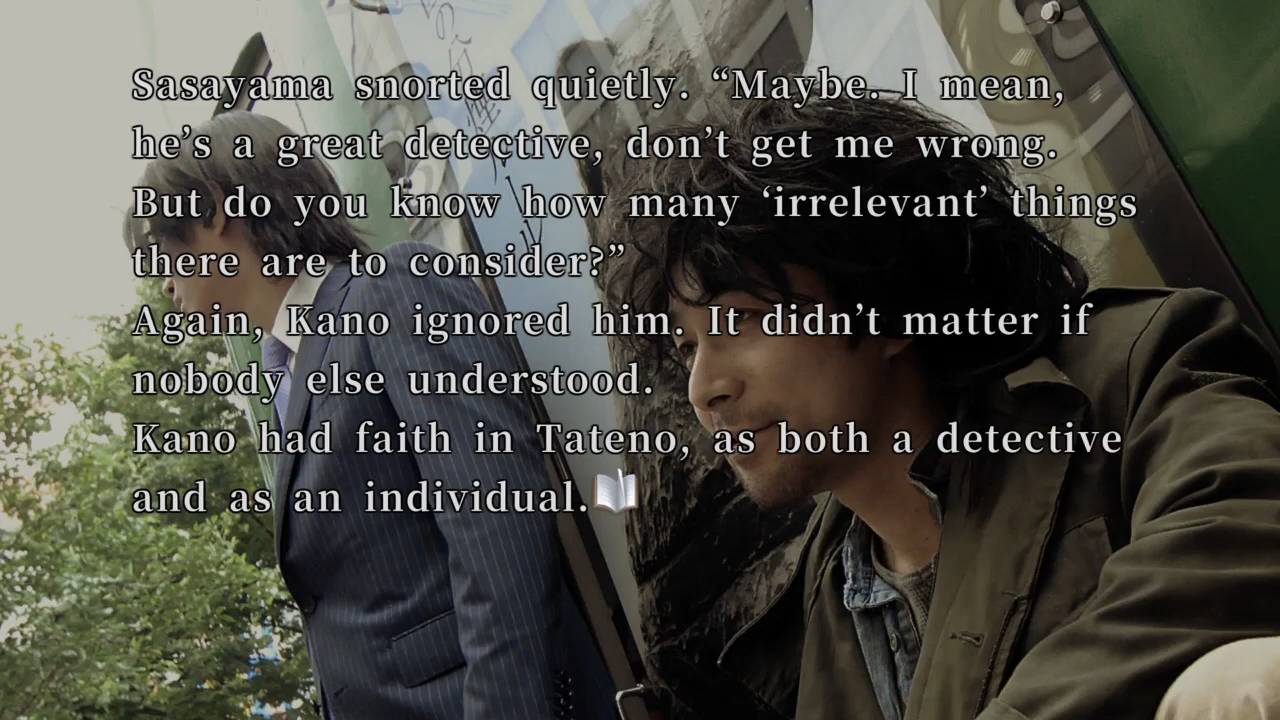 Sasayama snorted quietly. “Maybe. I mean,
he’s a great detective, don’t get me wrong.
But do you know how many ‘irrelevant’ things
there are to consider?”
Again, Kano ignored him. It didn’t matter if
nobody else understood.
Kano had faith in Tateno, as both a detective
and as an individual.